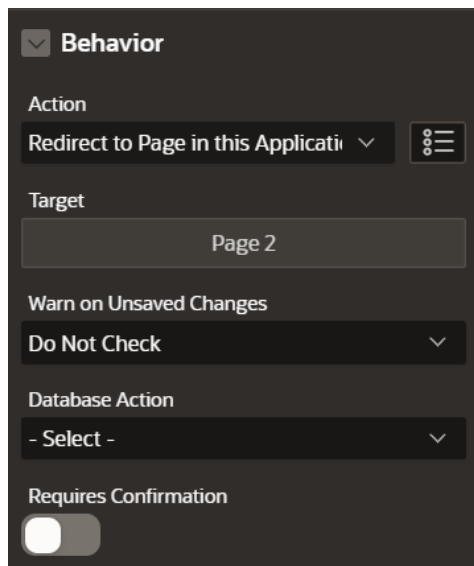 Behavior
Action
Redirect to Page in this Applicati
Target
Page 2
Warn on Unsaved Changes
Do Not Check
Database Action
- Select -
Requires Confirmation